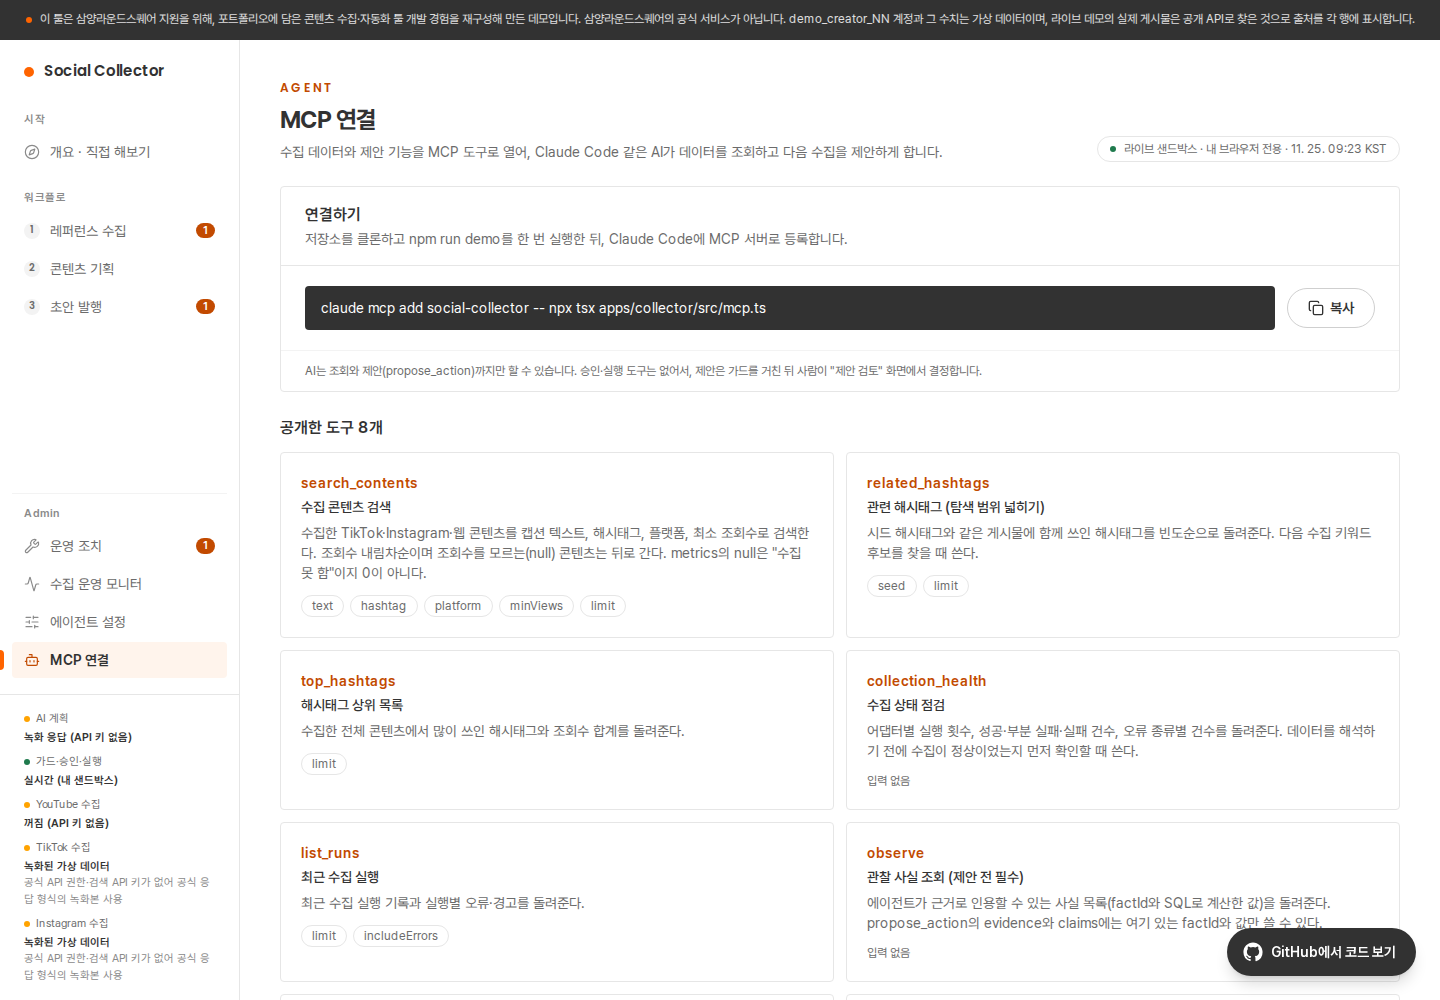 이 툴은 삼양라운드스퀘어 지원을 위해, 포트폴리오에 담은 콘텐츠 수집·자동화 툴 개발 경험을 재구성해 만든 데모입니다. 삼양라운드스퀘어의 공식 서비스가 아닙니다. demo_creator_NN 계정과 그 수치는 가상 데이터이며, 라이브 데모의 실제 게시물은 공개 API로 찾은 것으로 출처를 각 행에 표시합니다.
Social Collector
시작
개요 · 직접 해보기
워크플로
1 레퍼런스 수집 1
2 콘텐츠 기획
3 초안 발행 1
Admin
운영 조치 1
수집 운영 모니터
에이전트 설정
MCP 연결
AI 계획
녹화 응답 (API 키 없음)
가드·승인·실행
실시간 (내 샌드박스)
YouTube 수집
꺼짐 (API 키 없음)
TikTok 수집
녹화된 가상 데이터
공식 API 권한·검색 API 키가 없어 공식 응
답 형식의 녹화본 사용
Instagram 수집
녹화된 가상 데이터
공식 API 권한·검색 API 키가 없어 공식 응
답 형식의 녹화본 사용
AGENT
MCP 연결
수집 데이터와 제안 기능을 MCP 도구로 열어, Claude Code 같은 AI가 데이터를 조회하고 다음 수집을 제안하게 합니다.
라이브 샌드박스 · 내 브라우저 전용 · 11. 25. 09:23 KST
연결하기
저장소를 클론하고 npm run demo를 한 번 실행한 뒤, Claude Code에 MCP 서버로 등록합니다.
claude mcp add social-collector -- npx tsx apps/collector/src/mcp.ts
복사
AI는 조회와 제안(propose_action)까지만 할 수 있습니다. 승인·실행 도구는 없어서, 제안은 가드를 거친 뒤 사람이 "제안 검토" 화면에서 결정합니다.
공개한 도구 8개
search_contents
수집 콘텐츠 검색
수집한 TikTok·Instagram·웹 콘텐츠를 캡션 텍스트, 해시태그, 플랫폼, 최소 조회수로 검색한
다. 조회수 내림차순이며 조회수를 모르는(null) 콘텐츠는 뒤로 간다. metrics의 null은 "수집
못 함"이지 0이 아니다.
text hashtag platform minViews limit
related_hashtags
관련 해시태그 (탐색 범위 넓히기)
시드 해시태그와 같은 게시물에 함께 쓰인 해시태그를 빈도순으로 돌려준다. 다음 수집 키워드
후보를 찾을 때 쓴다.
seed limit
top_hashtags
해시태그 상위 목록
수집한 전체 콘텐츠에서 많이 쓰인 해시태그와 조회수 합계를 돌려준다.
limit
collection_health
수집 상태 점검
어댑터별 실행 횟수, 성공·부분 실패·실패 건수, 오류 종류별 건수를 돌려준다. 데이터를 해석하
기 전에 수집이 정상이었는지 먼저 확인할 때 쓴다.
입력 없음
list_runs
최근 수집 실행
최근 수집 실행 기록과 실행별 오류·경고를 돌려준다.
limit includeErrors
observe
관찰 사실 조회 (제안 전 필수)
에이전트가 근거로 인용할 수 있는 사실 목록(factId와 SQL로 계산한 값)을 돌려준다.
propose_action의 evidence와 claims에는 여기 있는 factId와 값만 쓸 수 있다.
입력 없음
GitHub에서 코드 보기